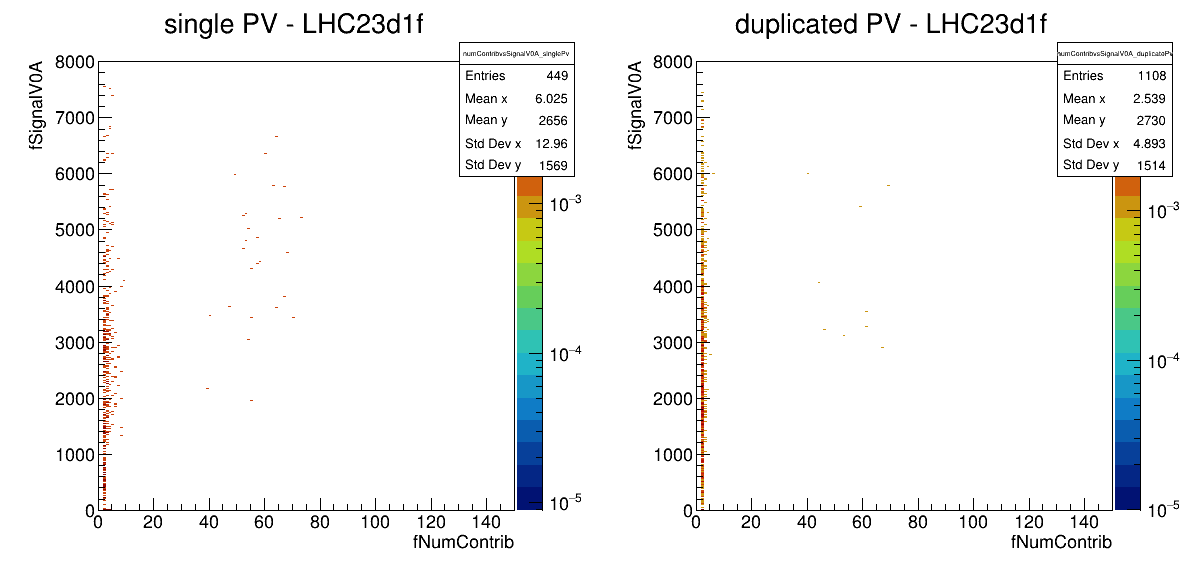 single PV - LHC23d1f
numContribvsSignalV0A_singlePv
Entries 449
Mean x 6.025
Mean y 2656
Std Dev x 12.96
Std Dev y 1569
fSignalV0A
8000
7000
6000
5000
4000
3000
2000
1000
0
0 20 40 60 80 100 120 140
fNumContrib
10−3
10−4
10−5
duplicated PV - LHC23d1f
numContribvsSignalV0A_duplicatePv
Entries 1108
Mean x 2.539
Mean y 2730
Std Dev x 4.893
Std Dev y 1514
fSignalV0A
8000
7000
6000
5000
4000
3000
2000
1000
0
0 20 40 60 80 100 120 140
fNumContrib
10−3
10−4
10−5